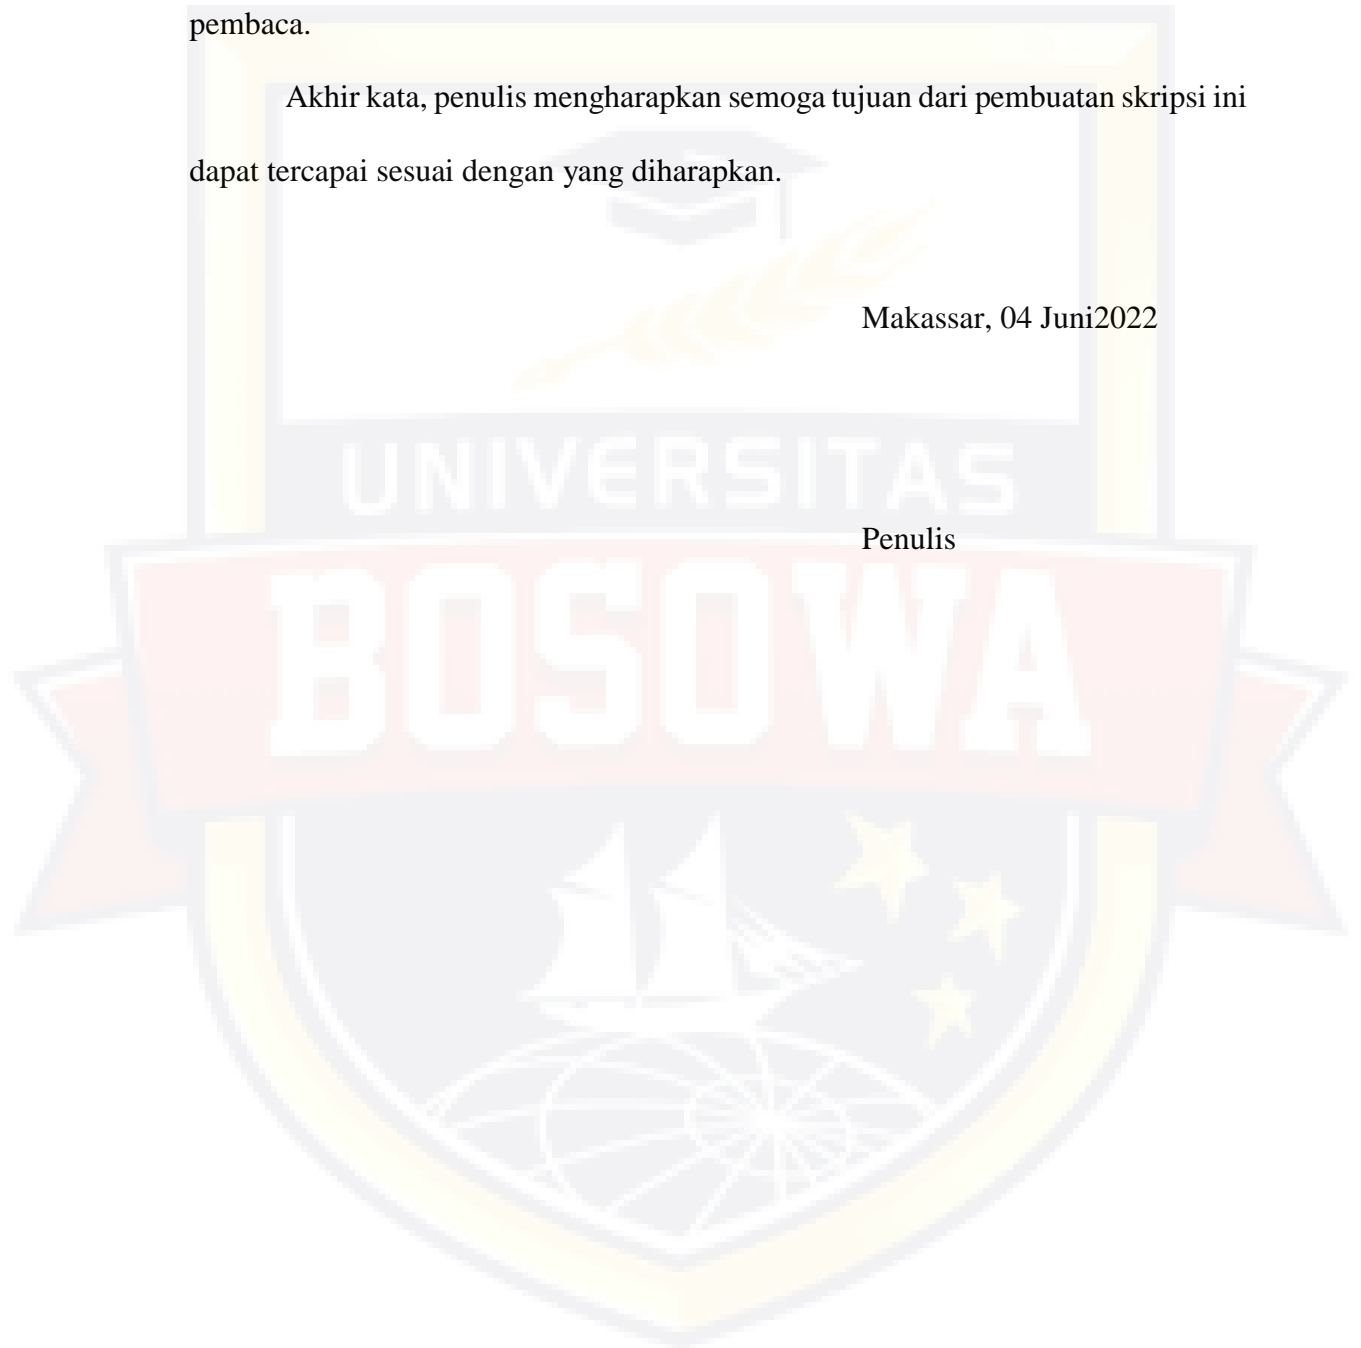 pembaca.
Akhir kata, penulis mengharapkan semoga tujuan dari pembuatan skripsi ini
dapat tercapai sesuai dengan yang diharapkan.
Makassar, 04 Juni2022
UNIVERSITAS
Penulis
BOSOWA